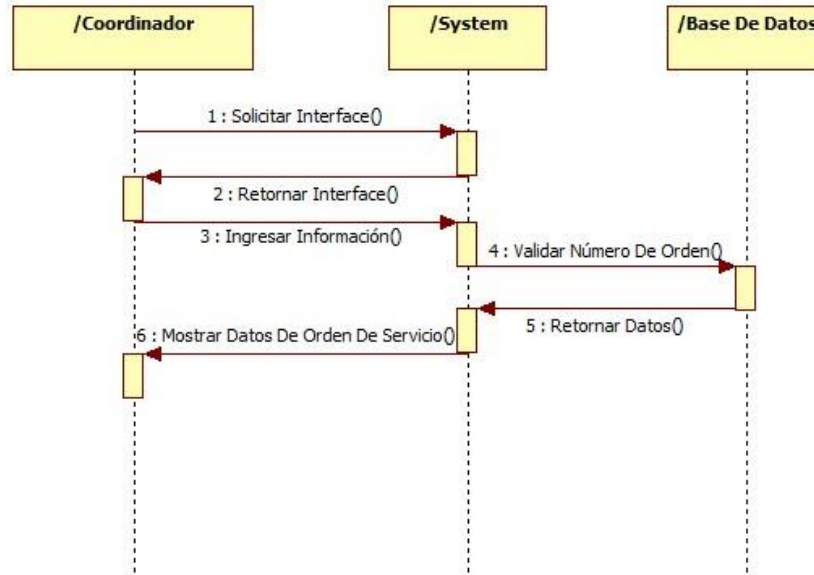 /Coordinador
/System
/Base De Datos
1 : Solicitar Interface()
2 : Retornar Interface()
3 : Ingresar Información()
4 : Validar Número De Orden()
5 : Retornar Datos()
6 : Mostrar Datos De Orden De Servicio()